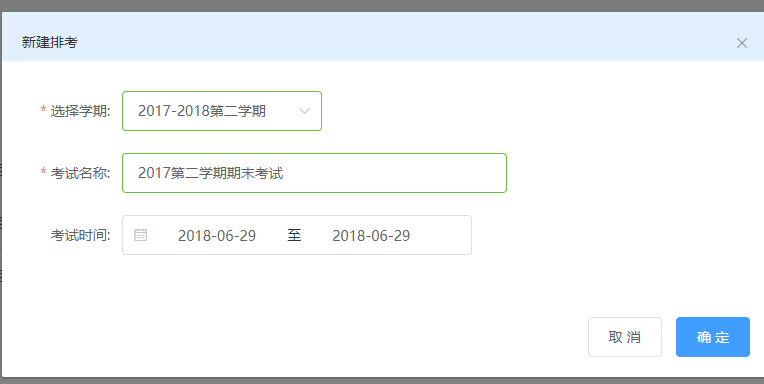 新建排考
* 选择学期: 2017-2018第二学期
* 考试名称: 2017第二学期期末考试
考试时间: 2018-06-29 至 2018-06-29
取 消 确 定